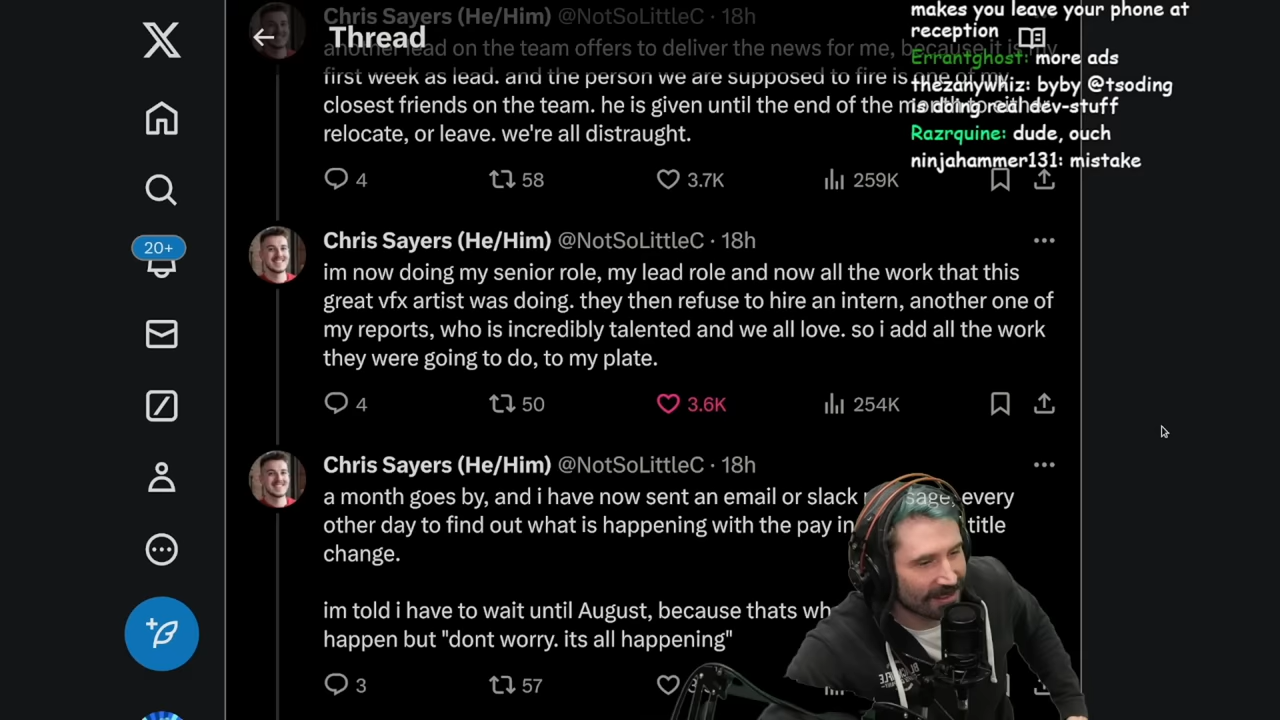 Chris Sayers (He/Him) @NotSoLittleC · 18h
Thread
another lead on the team offers to deliver the news for me, because it is my
first week as lead. and the person we are supposed to fire is one of my
closest friends on the team. he is given until the end of the month to either
relocate, or leave. we're all distraught.
4 58 3.7K 259K
makes you leave your phone at
reception
Errantghost: more ads
thezanywhiz: byby @tsoding
is doing real dev-stuff
Razrquine: dude, ouch
ninjahammer131: mistake
20+
Chris Sayers (He/Him) @NotSoLittleC · 18h
im now doing my senior role, my lead role and now all the work that this
great vfx artist was doing. they then refuse to hire an intern, another one of
my reports, who is incredibly talented and we all love. so i add all the work
they were going to do, to my plate.
4 50 3.6K 254K
Chris Sayers (He/Him) @NotSoLittleC · 18h
a month goes by, and i have now sent an email or slack every
other day to find out what is happening with the pay in title
change.
im told i have to wait until August, because thats
happen but "dont worry. its all happening"
3 57